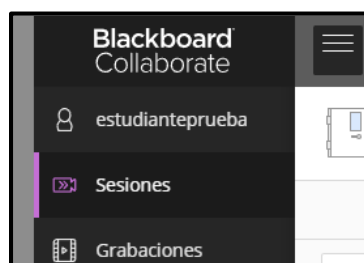 Blackboard
Collaborate
estudianteprueba
Sesiones
Grabaciones